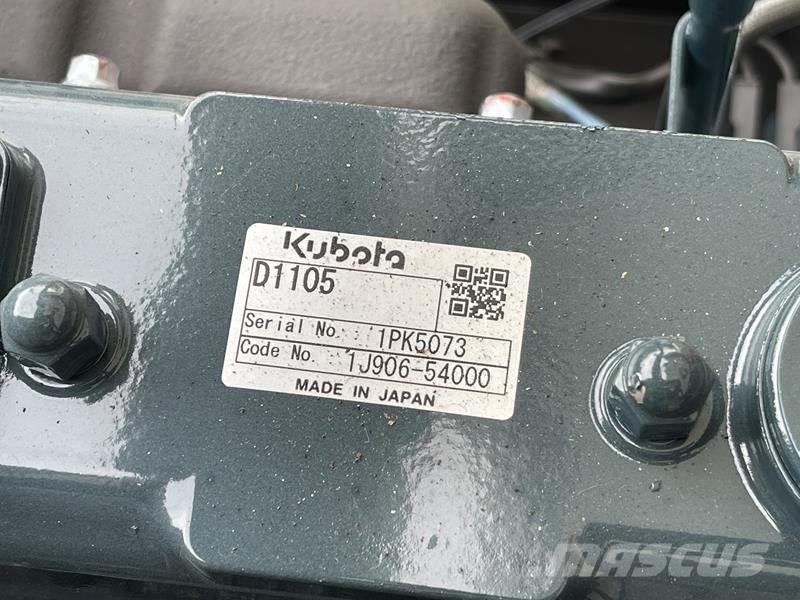 Kubota
D1105
Serial No. : 1PK5073
Code No. : 1J906-54000
MADE IN JAPAN
MASCUS